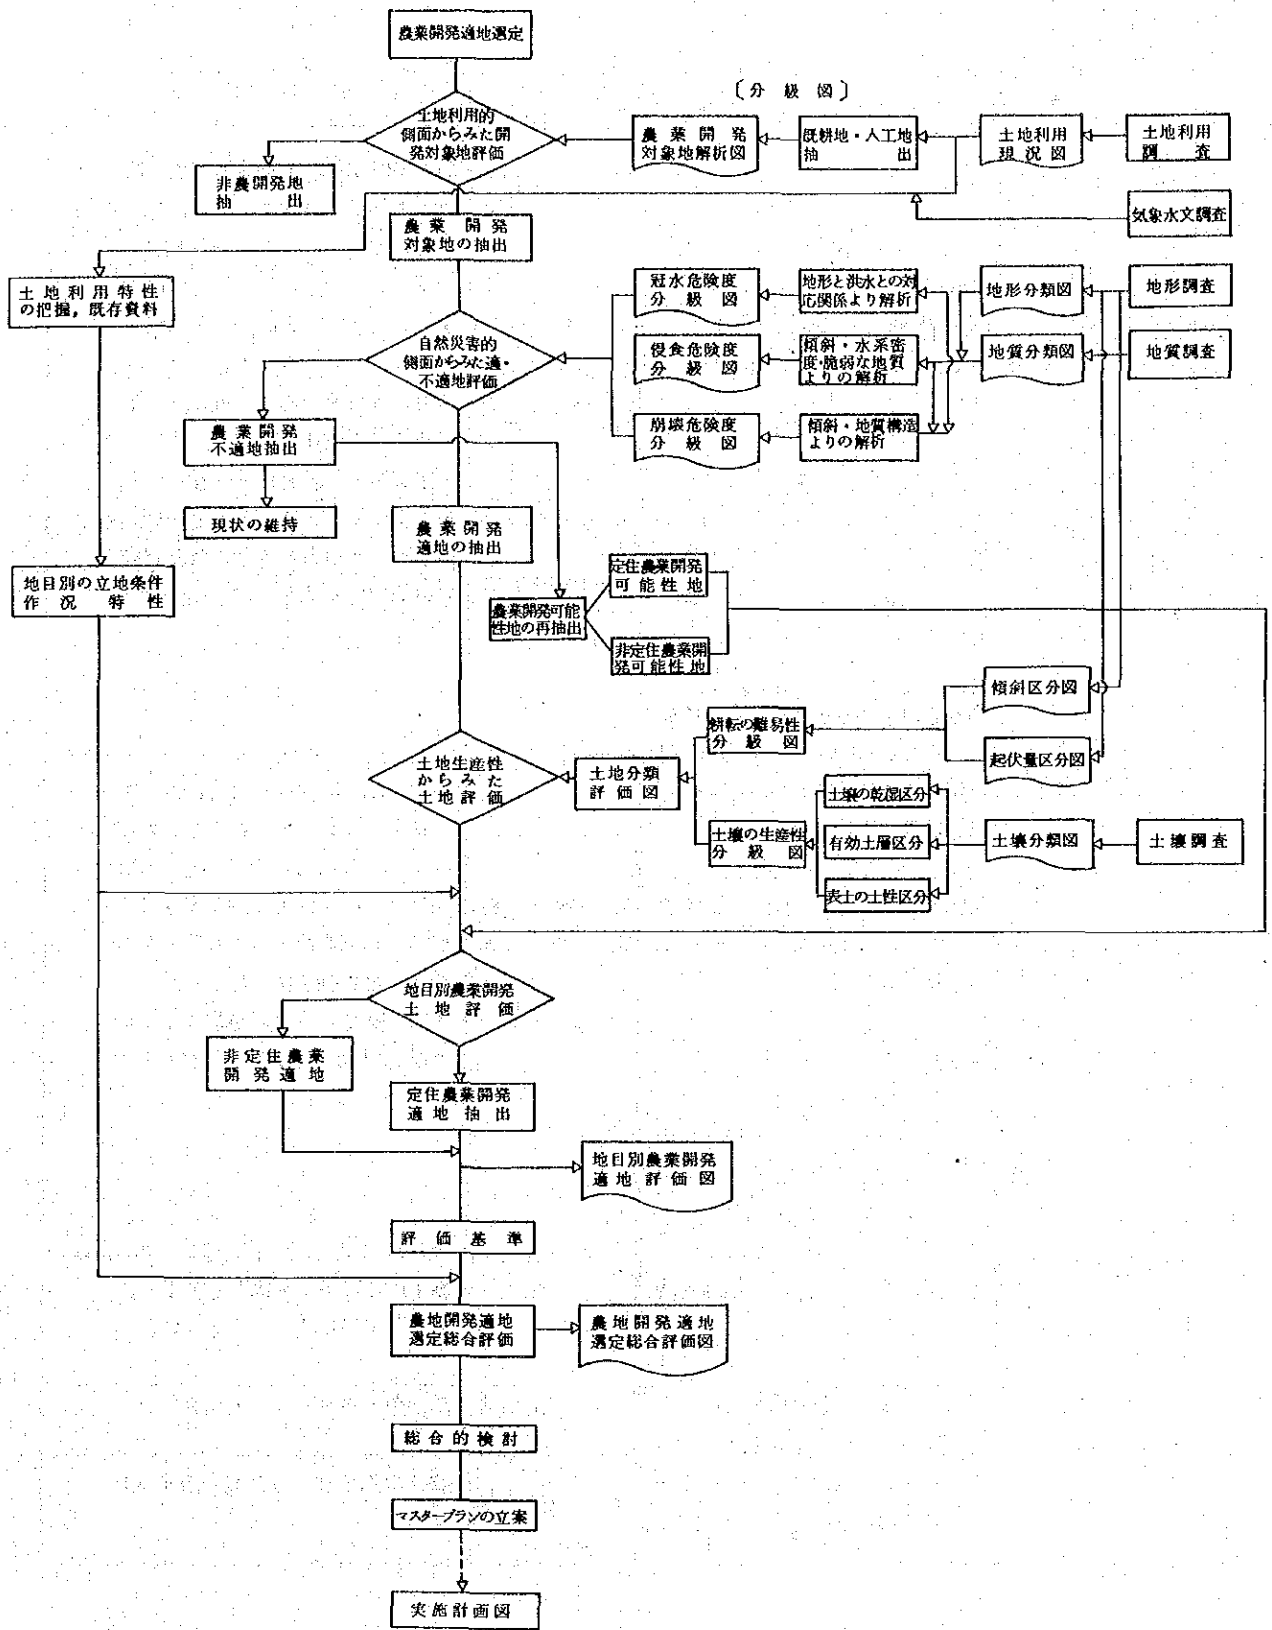 農業開発適地選定
〔分級図〕
土地利用的
側面からみた開
発対象地評価
農業開発
対象地解析図
既耕地・人工地
抽出
土地利用
現況図
土地利用
調査
非農開発地
抽出
気象水文調査
農業開発
対象地の抽出
土地利用特性
の把握，既存資料
冠水危険度
分級図
地形と洪水との対
応関係より解析
地形分類図
地形調査
自然災害的
側面からみた適・
不適地評価
侵食危険度
分級図
傾斜・水系密
度・脆弱な地質
よりの解析
地質分類図
地質調査
農業開発
不適地抽出
崩壊危険度
分級図
傾斜・地質構造
よりの解析
現状の維持
農業開発
適地の抽出
地目別の立地条件
作況特性
定住農業開発
可能性地
農業開発可能
性地の再抽出
非定住農業開
発可能性地
傾斜区分図
耕転の難易性
分級図
起伏量区分図
土地生産性
からみた
土地評価
土地分類
評価図
土壌の乾湿区分
土壌の生産性
分級図
有効土層区分
土壌分類図
土壌調査
表土の土性区分
地目別農業開発
土地評価
非定住農業
開発適地
定住農業開発
適地抽出
地目別農業開発
適地評価図
評価基準
農地開発適地
選定総合評価
農地開発適地
選定総合評価図
総合的検討
マスタープランの立案
実施計画図